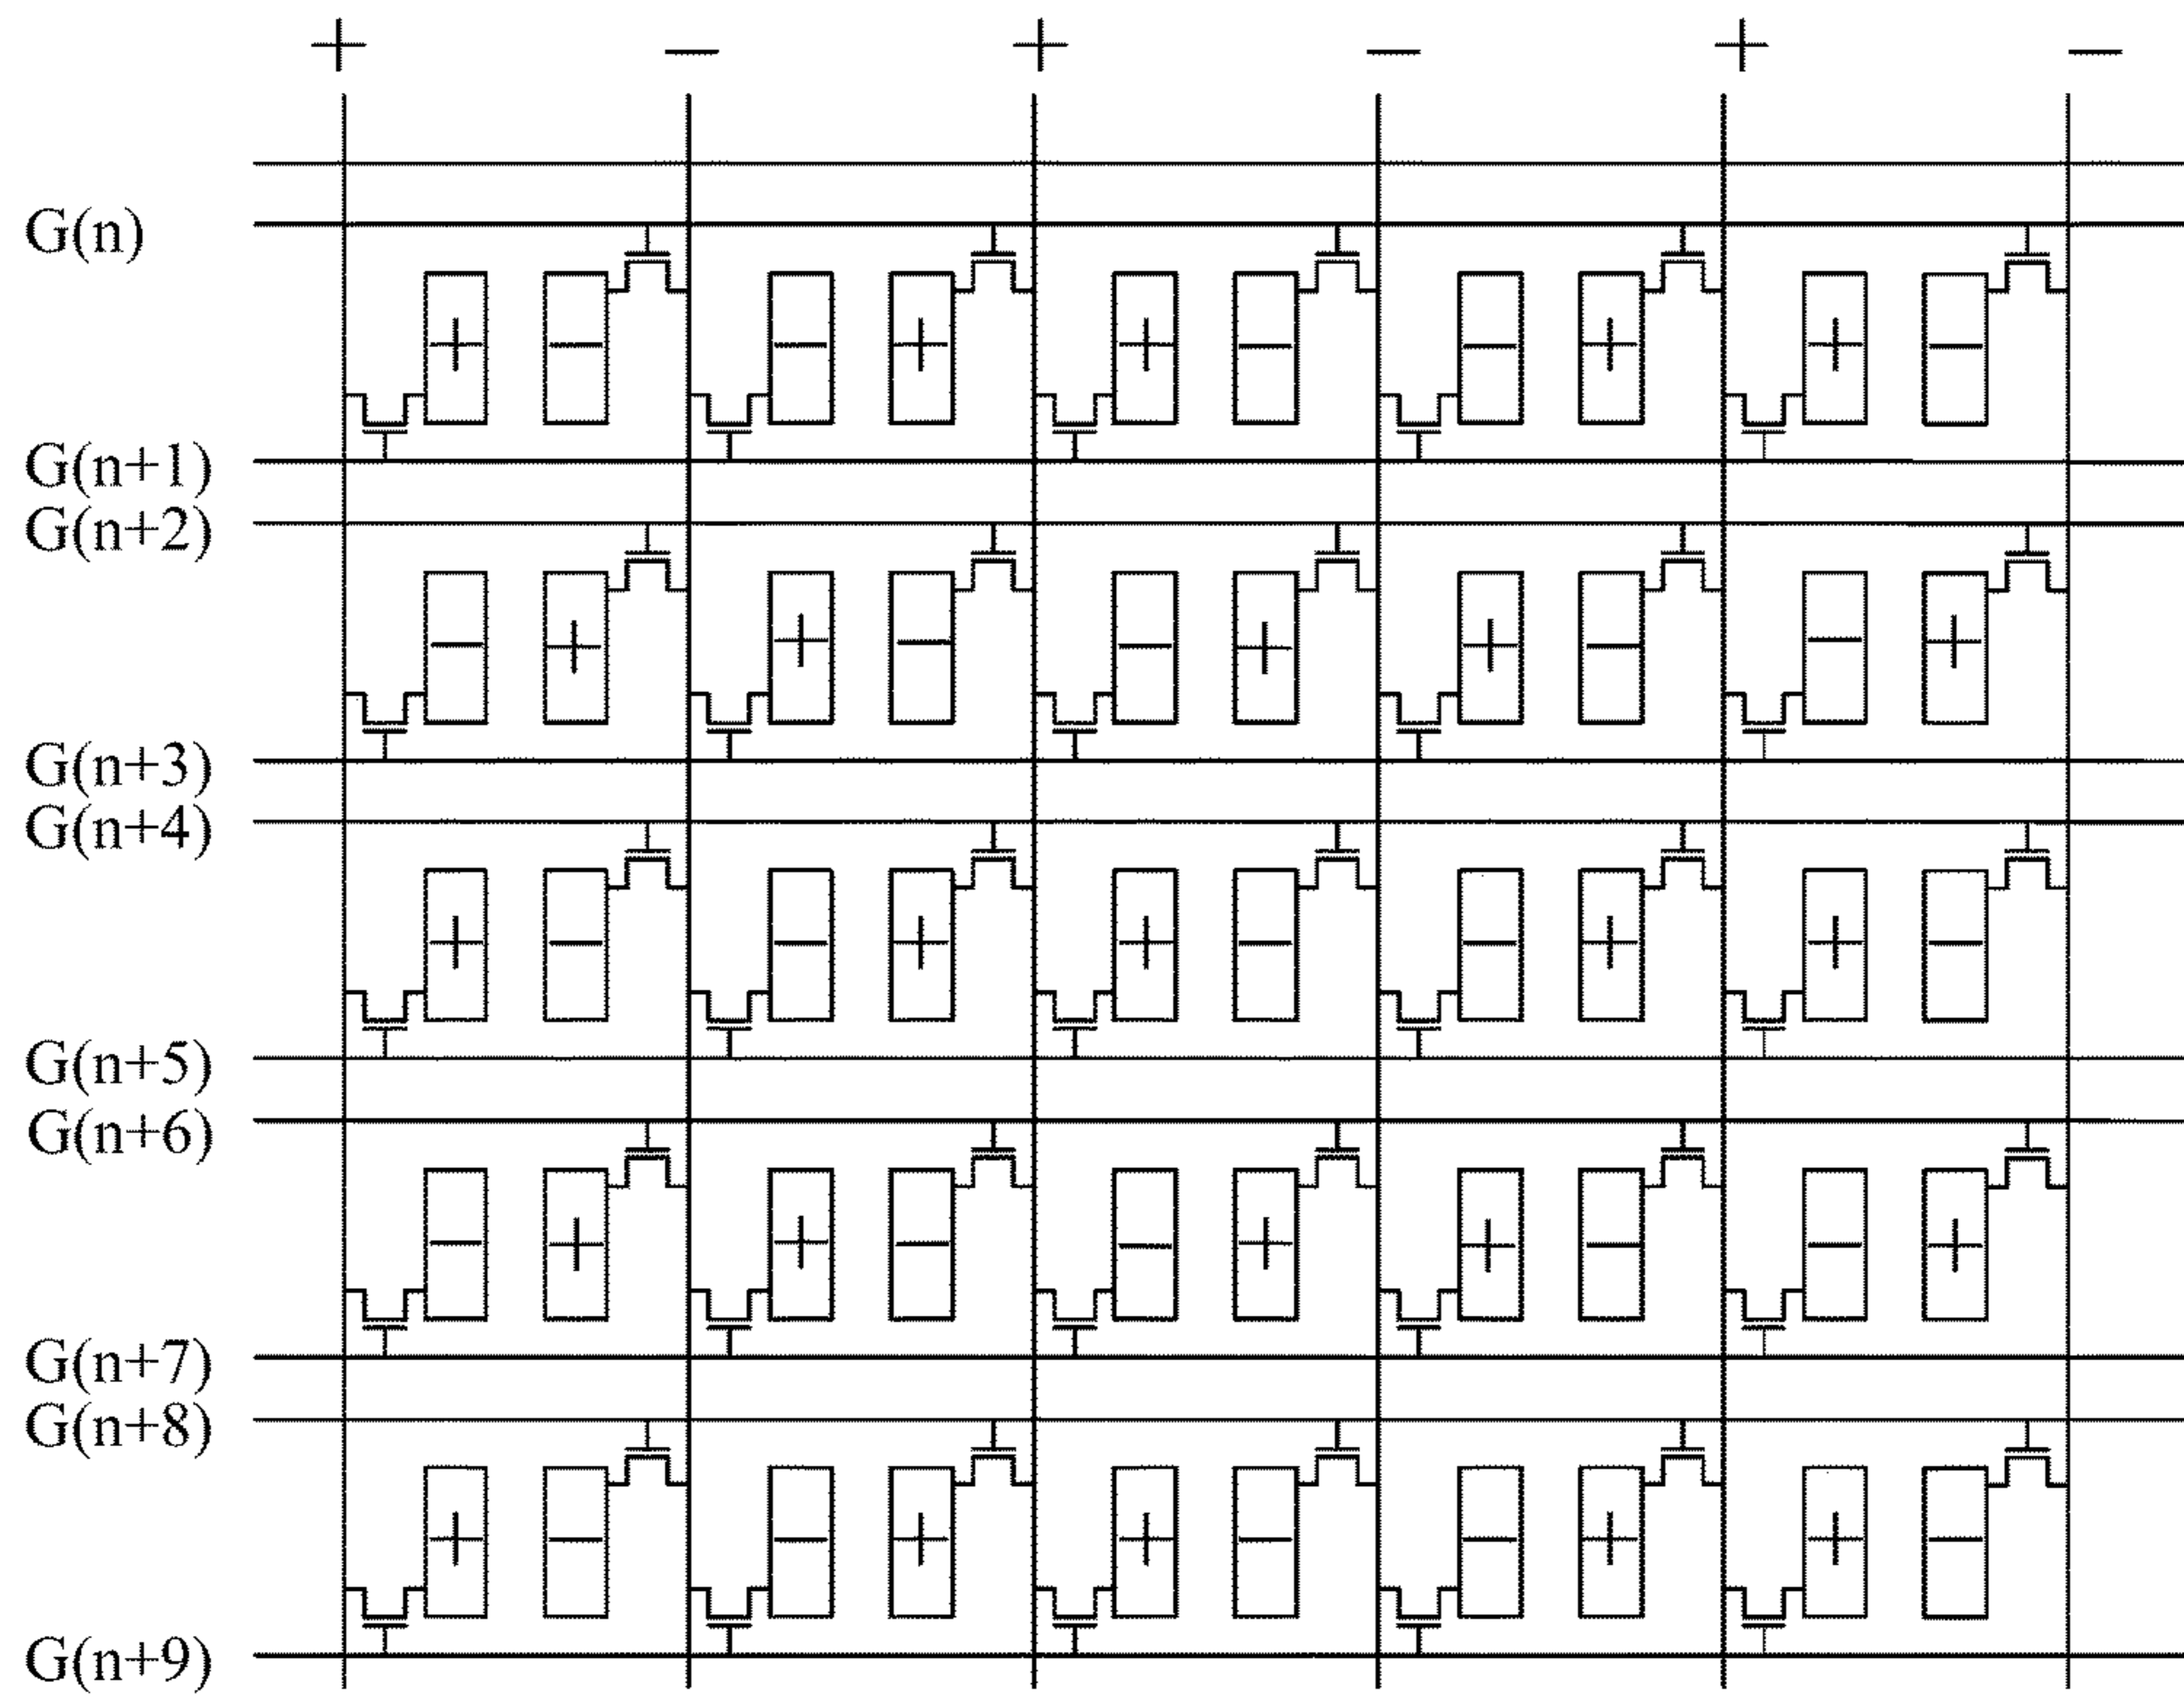 + − + − + −
G(n)
+ − − + + − − + + −
G(n+1)
G(n+2)
− + + − − + + − − +
G(n+3)
G(n+4)
+ − − + + − − + + −
G(n+5)
G(n+6)
− + + − − + + − − +
G(n+7)
G(n+8)
+ − − + + − − + + −
G(n+9)